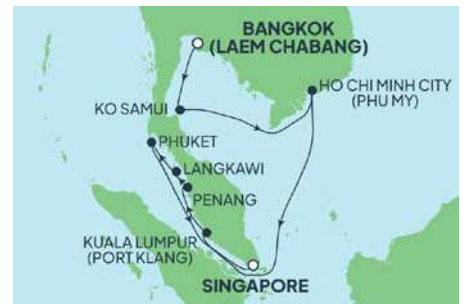 BANGKOK
(LAEM CHABANG)
HO CHI MINH CITY
(PHU MY)
KO SAMUI
PHUKET
LANGKAWI
PENANG
KUALA LUMPUR
(PORT KLANG)
SINGAPORE